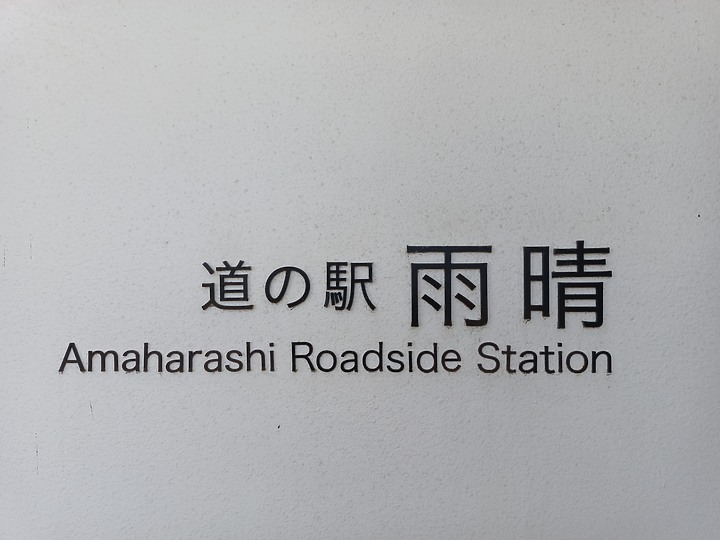 道の駅 雨晴
Amaharashi Roadside Station